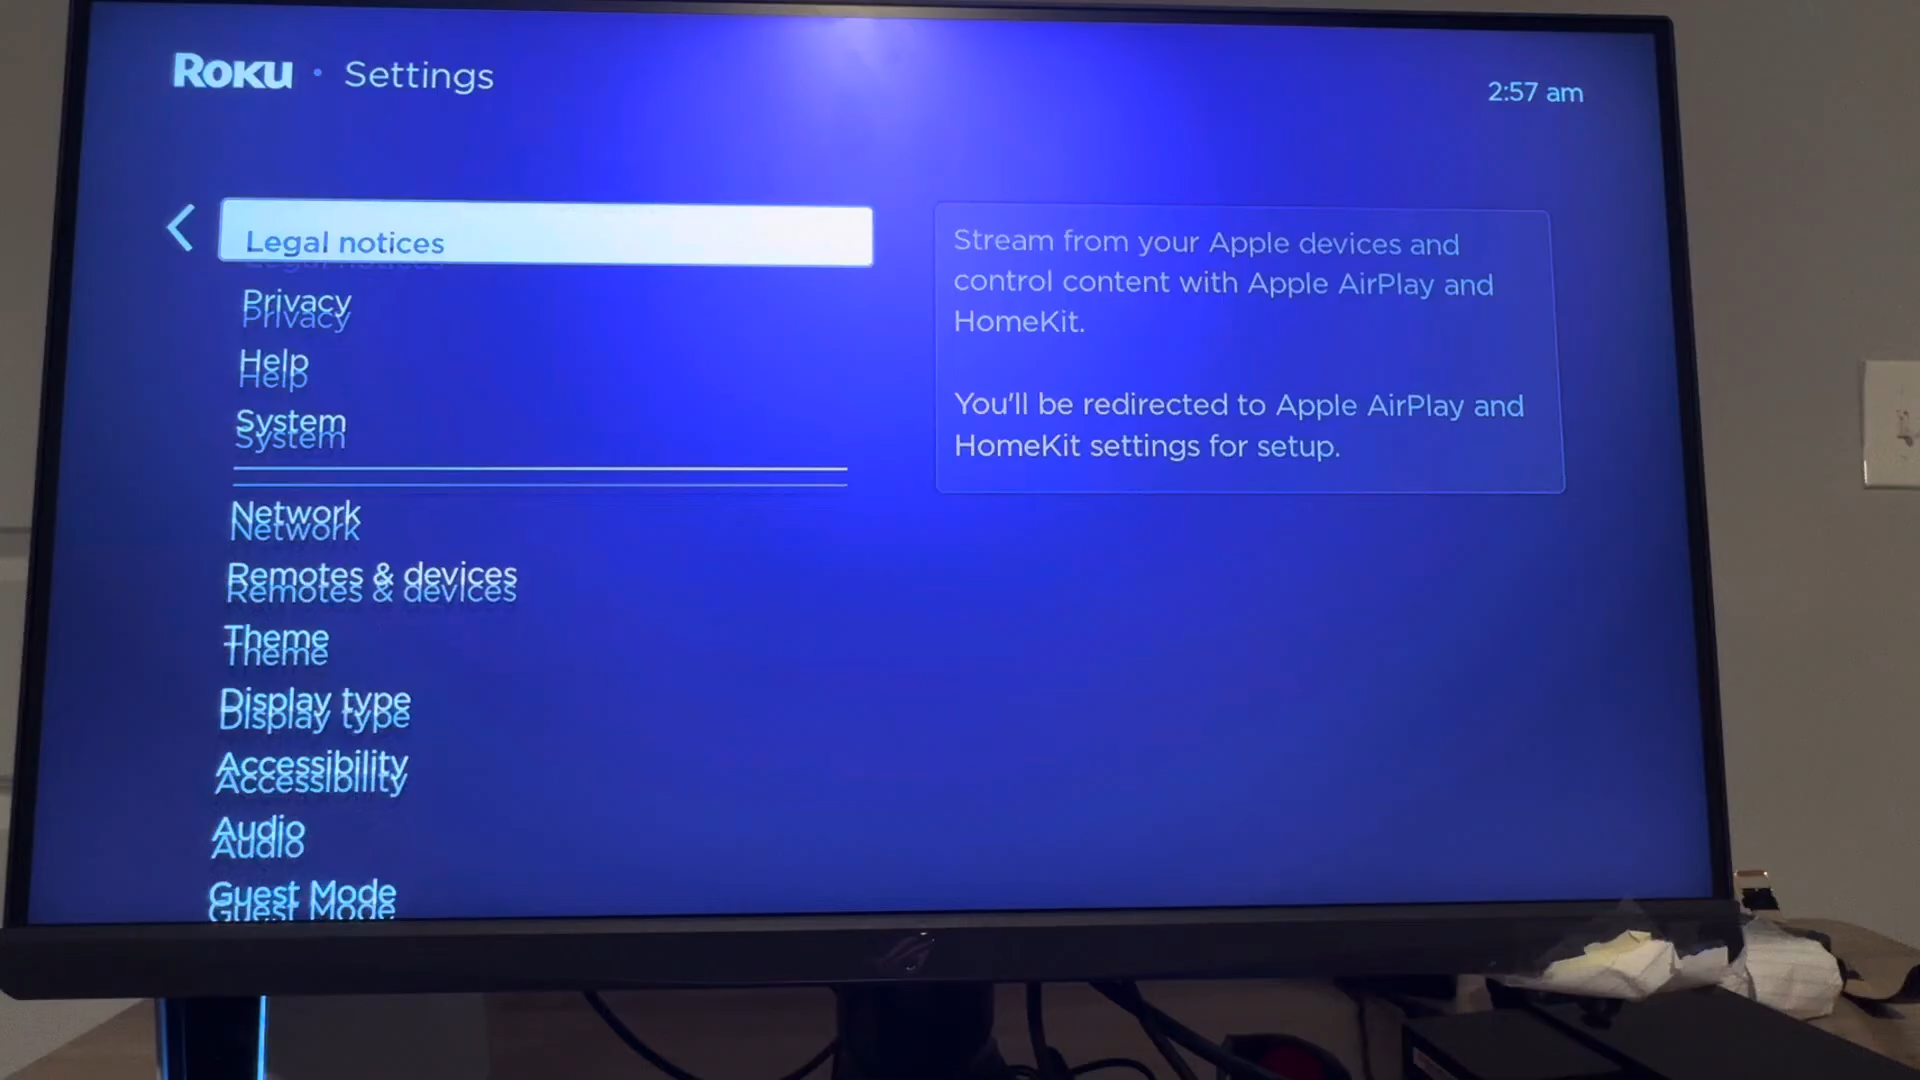 Roku • Settings
2:57 am
Legal notices
Privacy
Help
System
Network
Remotes & devices
Theme
Display type
Accessibility
Audio
Guest Mode
Stream from your Apple devices and
control content with Apple AirPlay and
HomeKit.
You'll be redirected to Apple AirPlay and
HomeKit settings for setup.